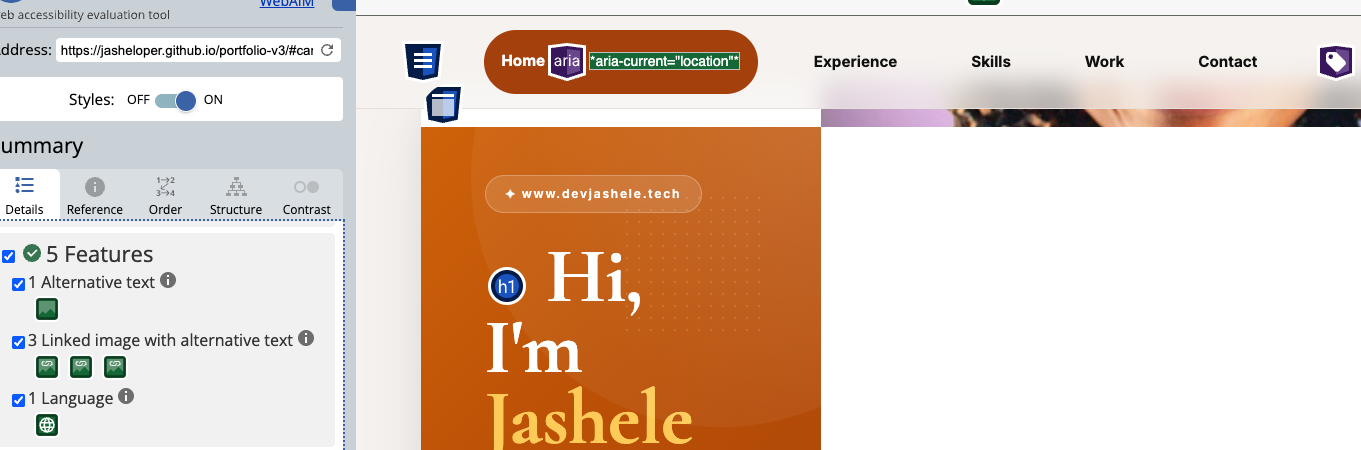 eb accessibility evaluation tool
WebAIM
ddress: https://jasheloper.github.io/portfolio-v3/#car
Styles: OFF ON
ummary
Details Reference Order Structure Contrast
5 Features
1 Alternative text
3 Linked image with alternative text
1 Language
Home aria *aria-current="location"*
Experience
Skills
Work
Contact
✦ www.devjashele.tech
h1 Hi,
I'm
Jashele